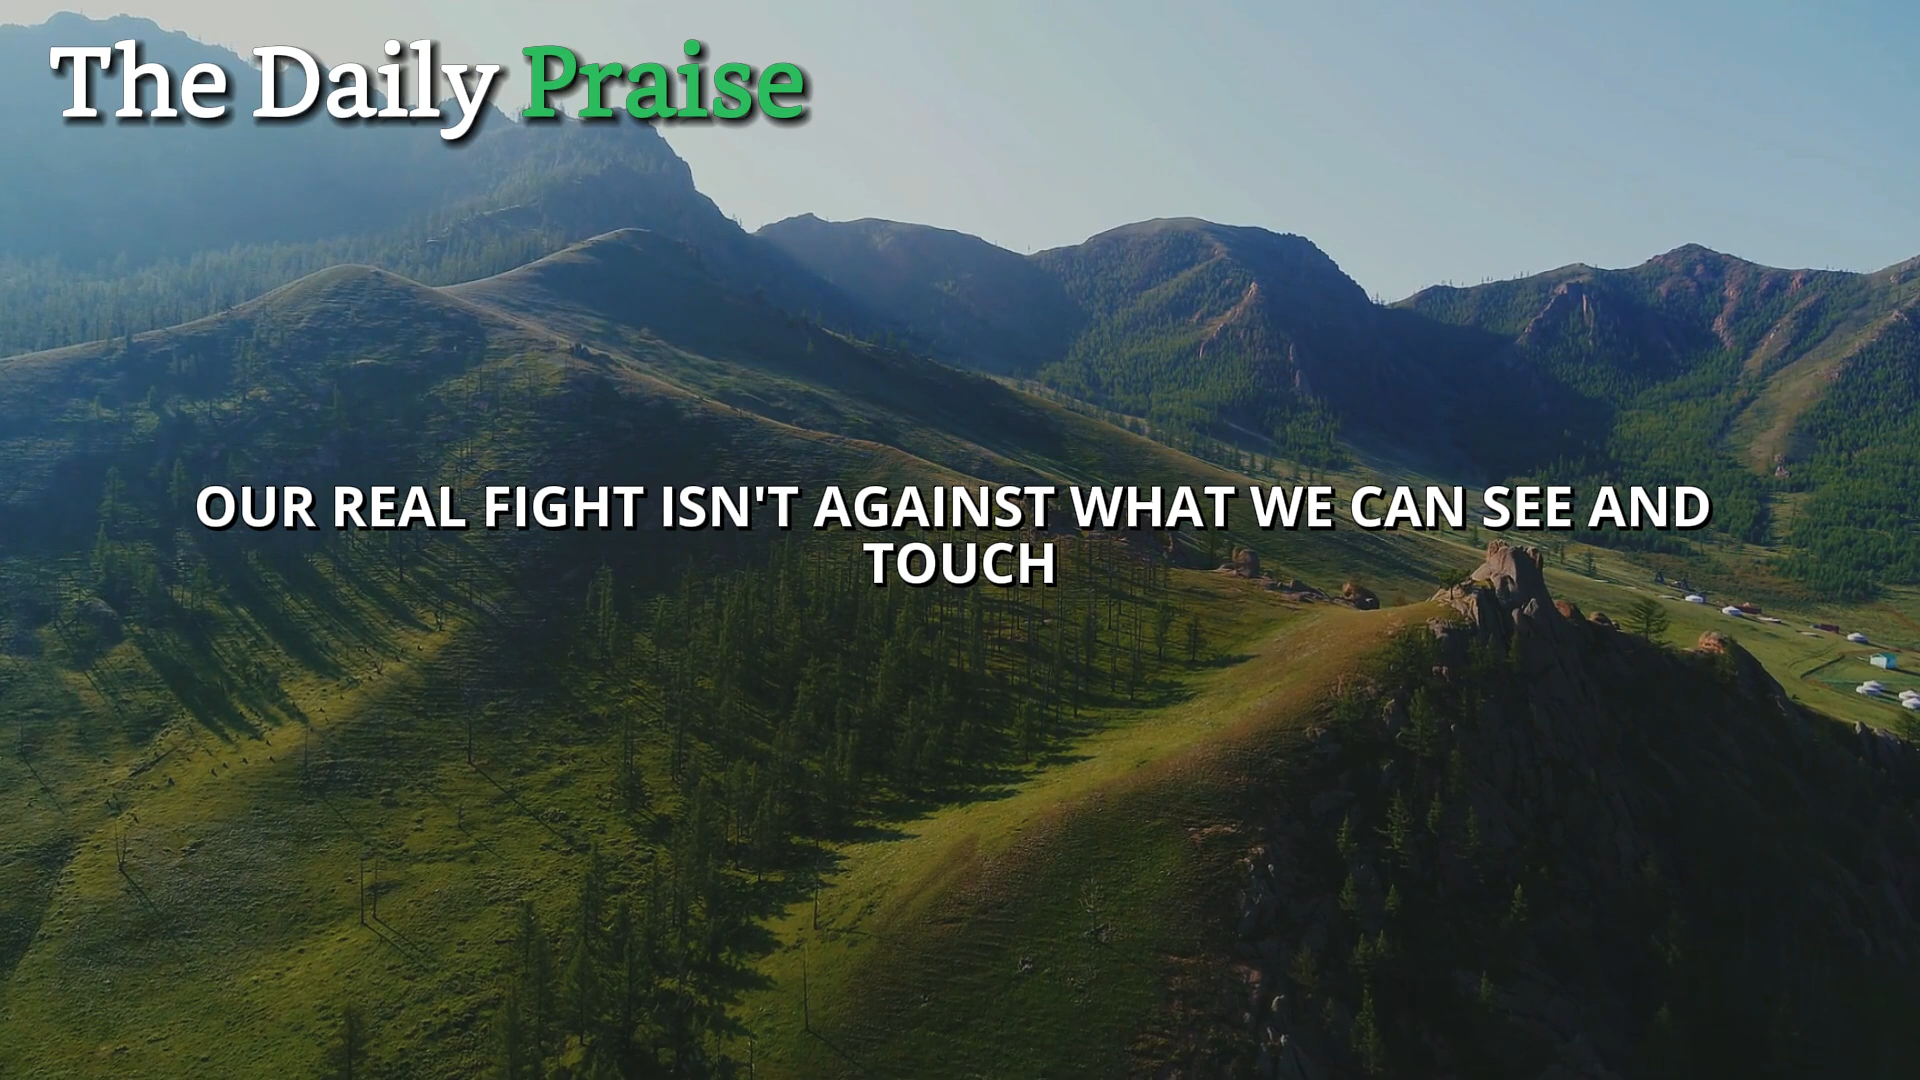 The Daily Praise
OUR REAL FIGHT ISN'T AGAINST WHAT WE CAN SEE AND
TOUCH